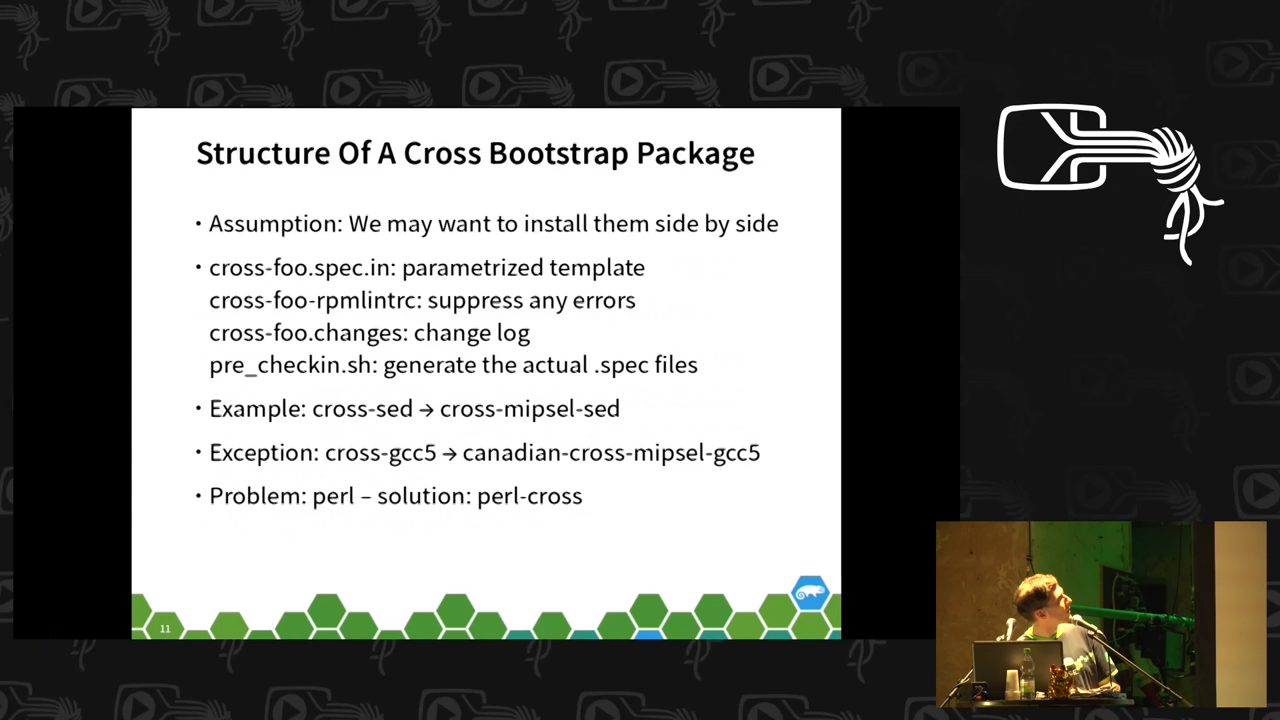 Structure Of A Cross Bootstrap Package
• Assumption: We may want to install them side by side
• cross-foo.spec.in: parametrized template
cross-foo-rpmlintrc: suppress any errors
cross-foo.changes: change log
pre_checkin.sh: generate the actual .spec files
• Example: cross-sed → cross-mipsel-sed
• Exception: cross-gcc5 → canadian-cross-mipsel-gcc5
• Problem: perl – solution: perl-cross
11